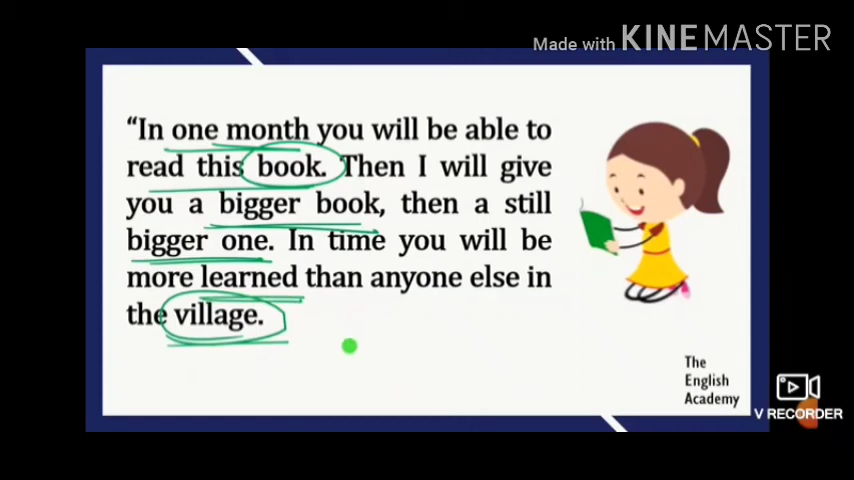 Made with KINEMASTER
“In one month you will be able to
read this book. Then I will give
you a bigger book, then a still
bigger one. In time you will be
more learned than anyone else in
the village.
The
English
Academy
V RECORDER